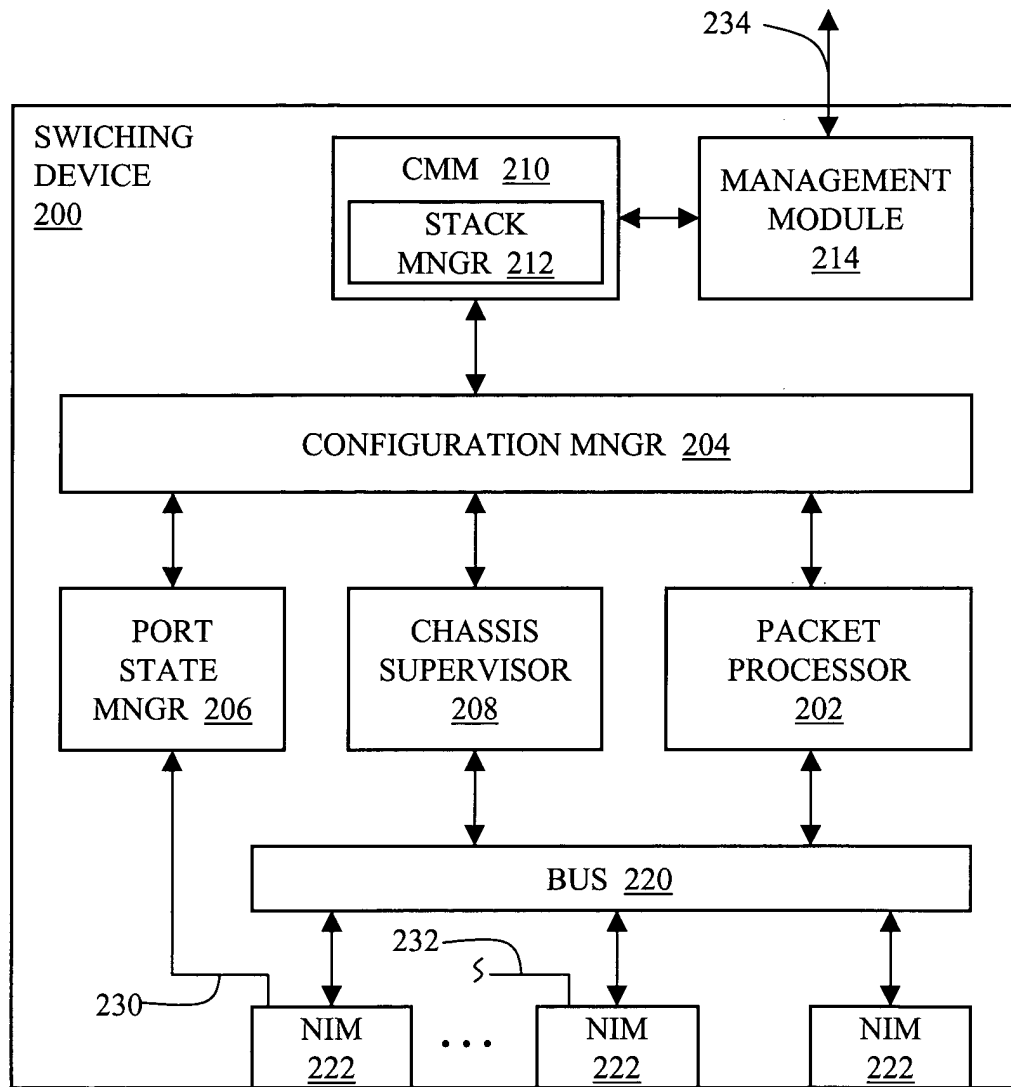 234
SWICHING
DEVICE
200
CMM 210
STACK
MNGR 212
MANAGEMENT
MODULE
214
CONFIGURATION MNGR 204
PORT
STATE
MNGR 206
CHASSIS
SUPERVISOR
208
PACKET
PROCESSOR
202
BUS 220
230
232
NIM
222
...
NIM
222
NIM
222